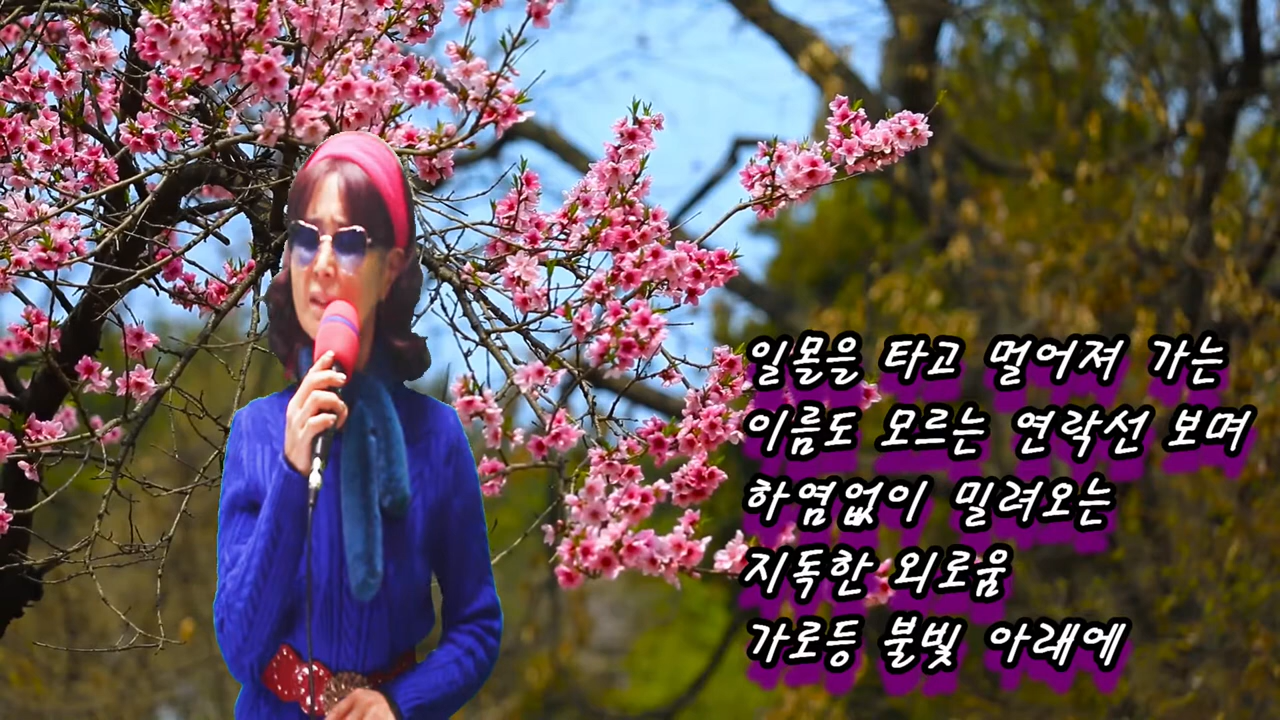 일몰을 타고 멀어져 가는
이름도 모르는 연락선 보며
하염없이 밀려오는
지독한 외로움
가로등 불빛 아래에